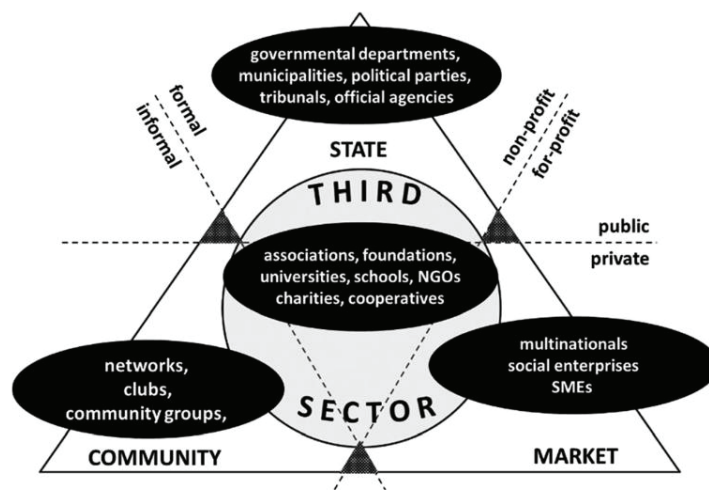 governmental departments,
municipalities, political parties,
tribunals, official agencies
formal
informal
non-profit
for-profit
STATE
THIRD
public
private
associations, foundations,
universities, schools, NGOs
charities, cooperatives
networks,
clubs,
community groups,
multinationals
social enterprises
SMEs
SECTOR
COMMUNITY
MARKET